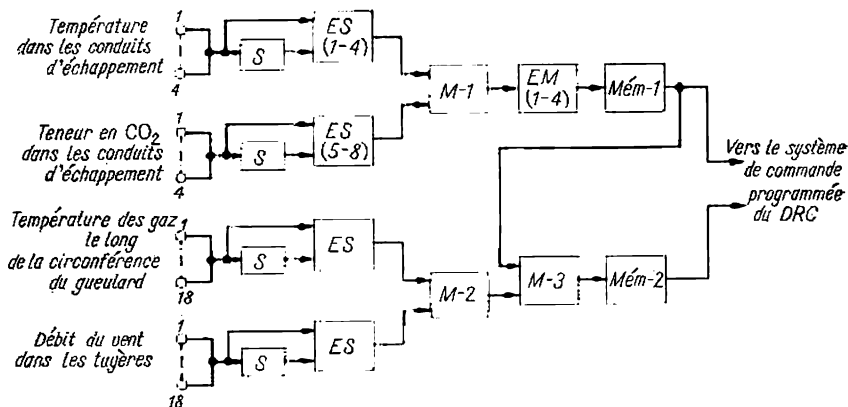 1
Température
dans les conduits
d'échappement
4
S
ES
(1-4)
1
Teneur en CO₂
dans les conduits
d'échappement
4
S
ES
(5-8)
M-1
EM
(1-4)
Mém-1
Vers le système
de commande
programmée
du DRC
Température des gaz
1
le long
de la circonférence
du gueulard
18
S
ES
M-2
M-3
Mém-2
1
Débit du vent
dans les tuyères
18
S
ES